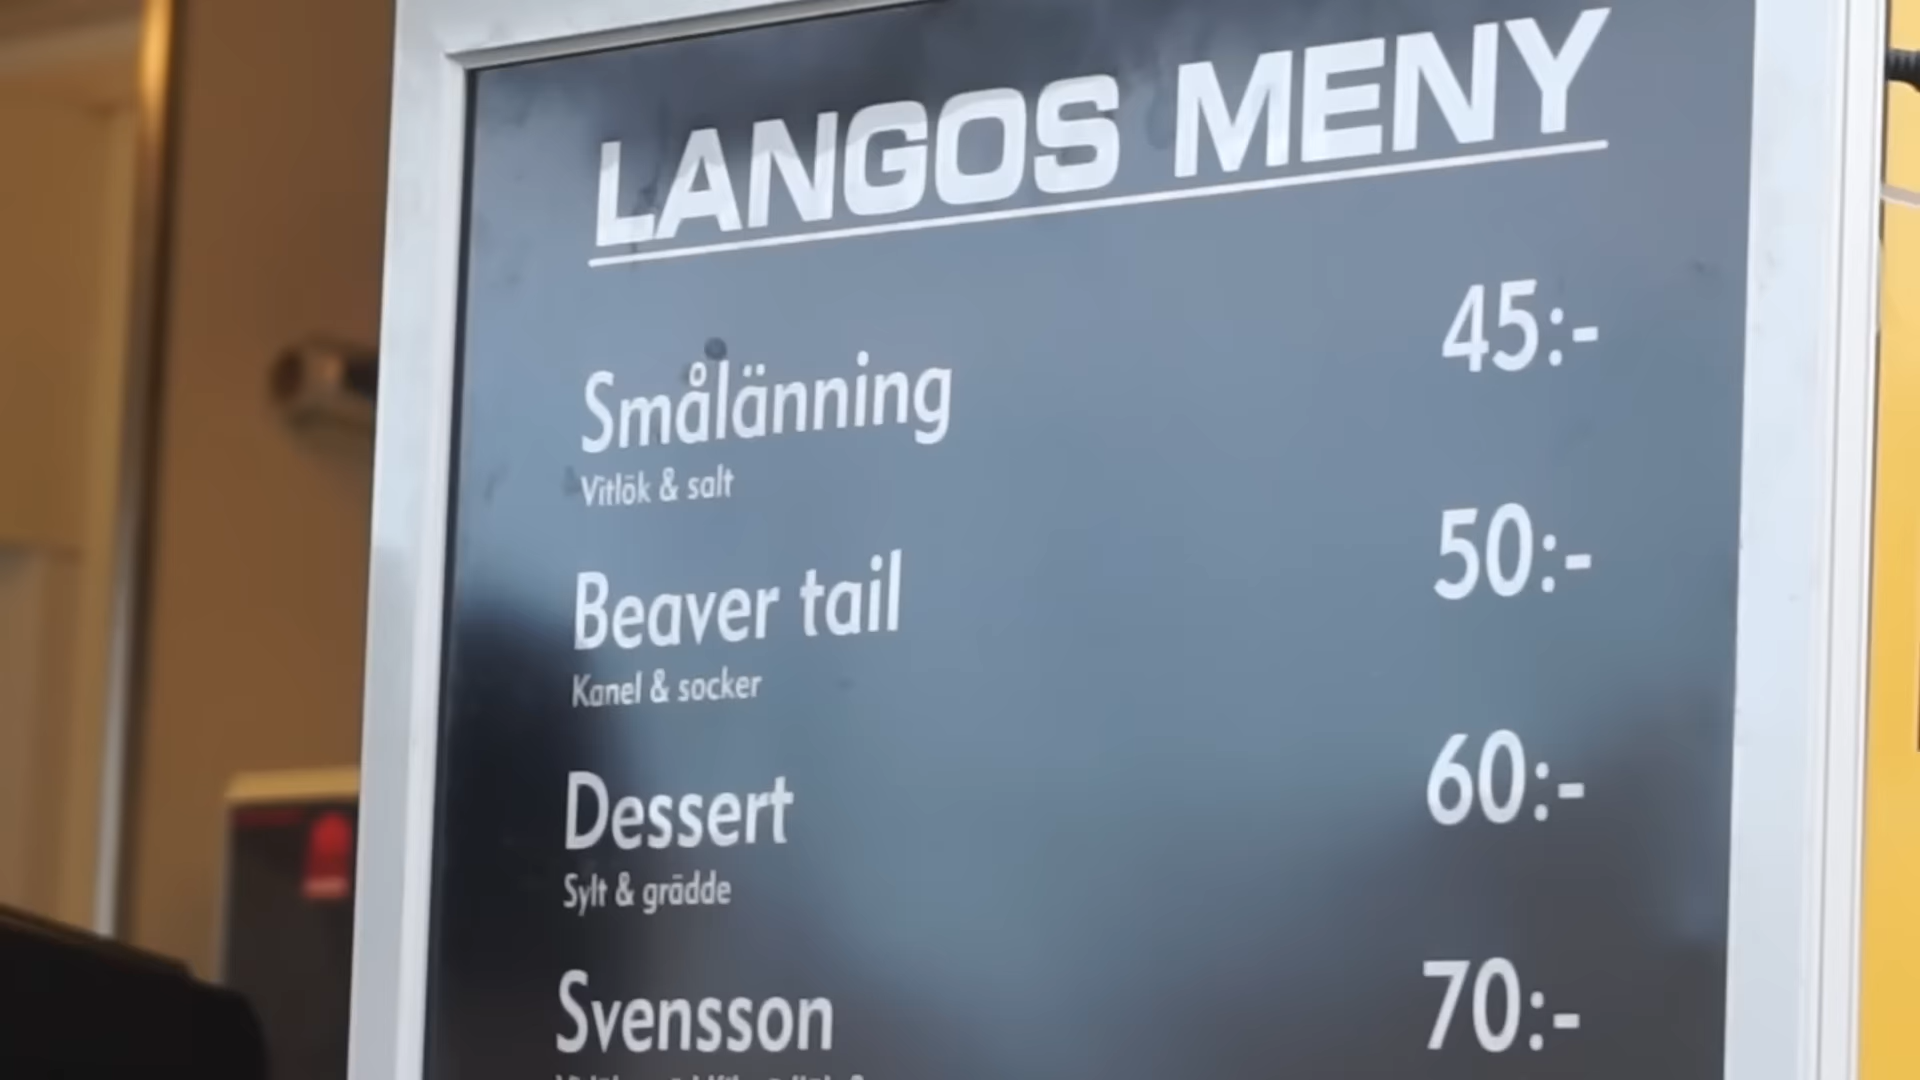 LANGOS MENY
Smålänning 45:-
Vitlök & salt
Beaver tail 50:-
Kanel & socker
Dessert 60:-
Sylt & grädde
Svensson 70:-